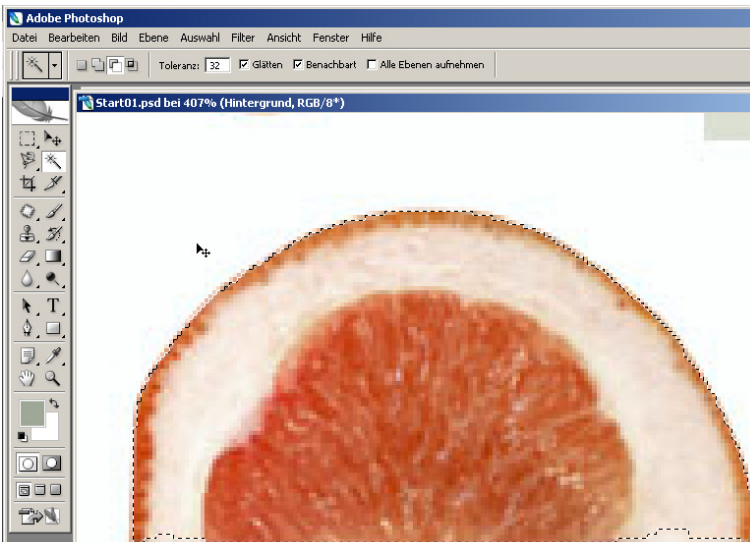 Adobe Photoshop
Datei Bearbeiten Bild Ebene Auswahl Filter Ansicht Fenster Hilfe
Toleranz: 32 Glätten Benachbart Alle Ebenen aufnehmen
Start01.psd bei 407% (Hintergrund, RGB/8*)
T